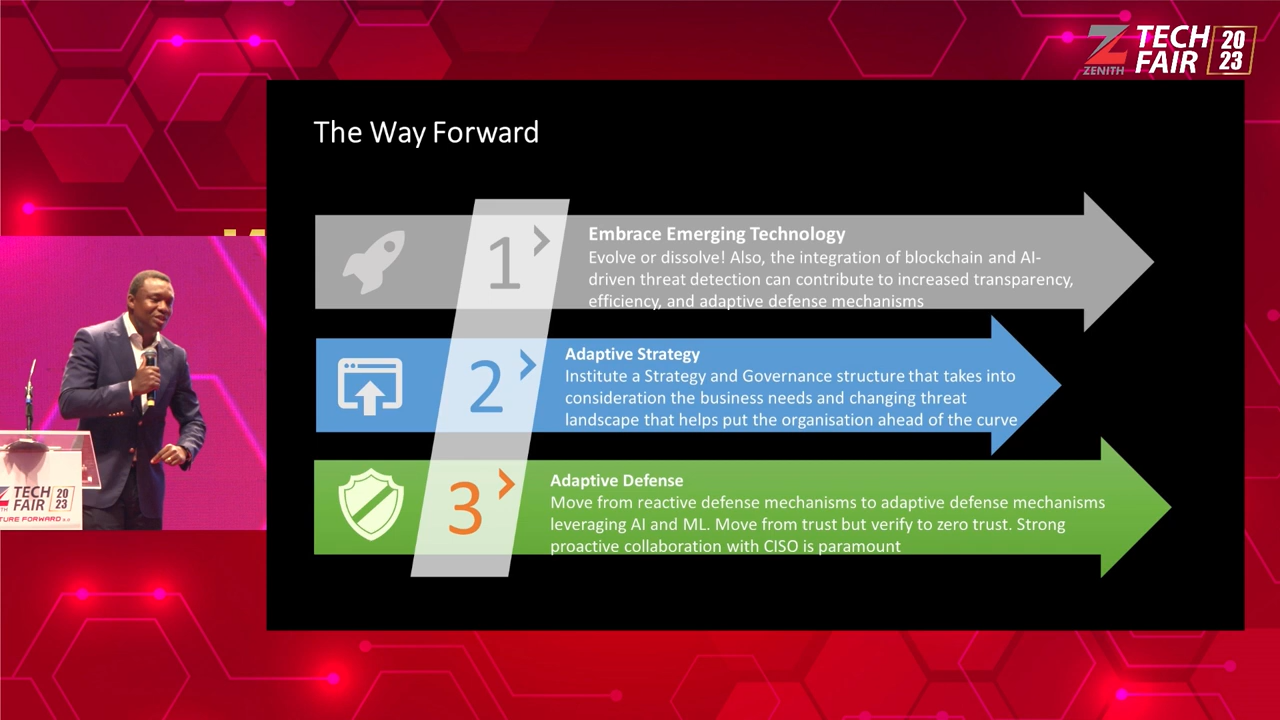 ZENITH
TECH
FAIR
20
23
The Way Forward
1
Embrace Emerging Technology
Evolve or dissolve! Also, the integration of blockchain and AI-
driven threat detection can contribute to increased transparency,
efficiency, and adaptive defense mechanisms
2
Adaptive Strategy
Institute a Strategy and Governance structure that takes into
consideration the business needs and changing threat
landscape that helps put the organisation ahead of the curve
3
Adaptive Defense
Move from reactive defense mechanisms to adaptive defense mechanisms
leveraging AI and ML. Move from trust but verify to zero trust. Strong
proactive collaboration with CISO is paramount
TECH
FAIR
20
23
TURE FORWARD